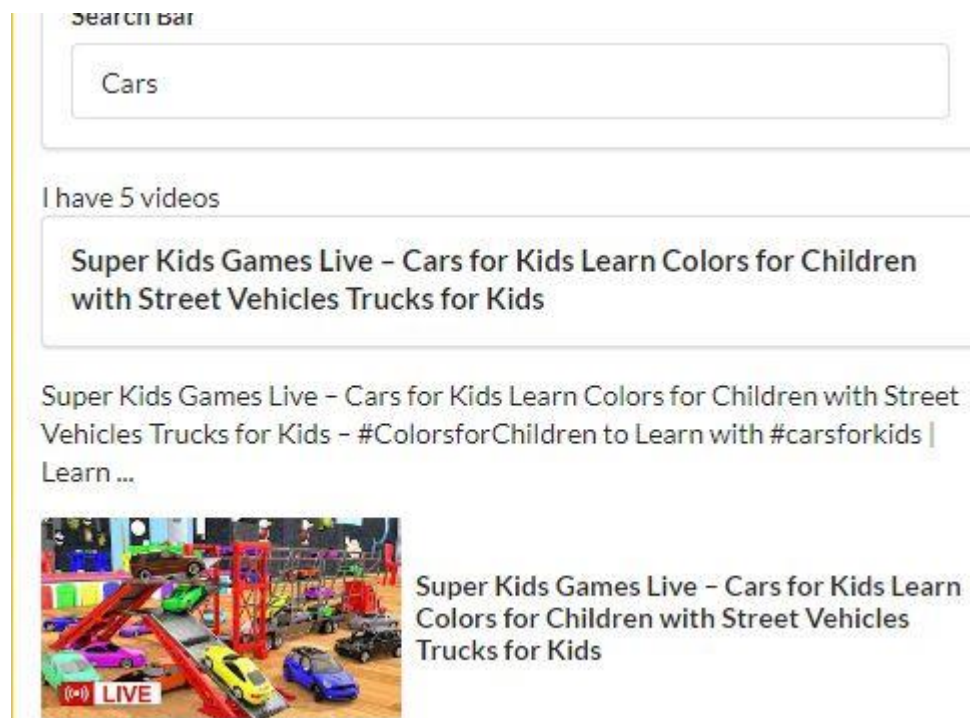 Search Bar
Cars
I have 5 videos
Super Kids Games Live – Cars for Kids Learn Colors for Children
with Street Vehicles Trucks for Kids
Super Kids Games Live – Cars for Kids Learn Colors for Children with Street
Vehicles Trucks for Kids – #ColorsforChildren to Learn with #carsforkids |
Learn ...
Super Kids Games Live – Cars for Kids Learn
Colors for Children with Street Vehicles
Trucks for Kids
LIVE